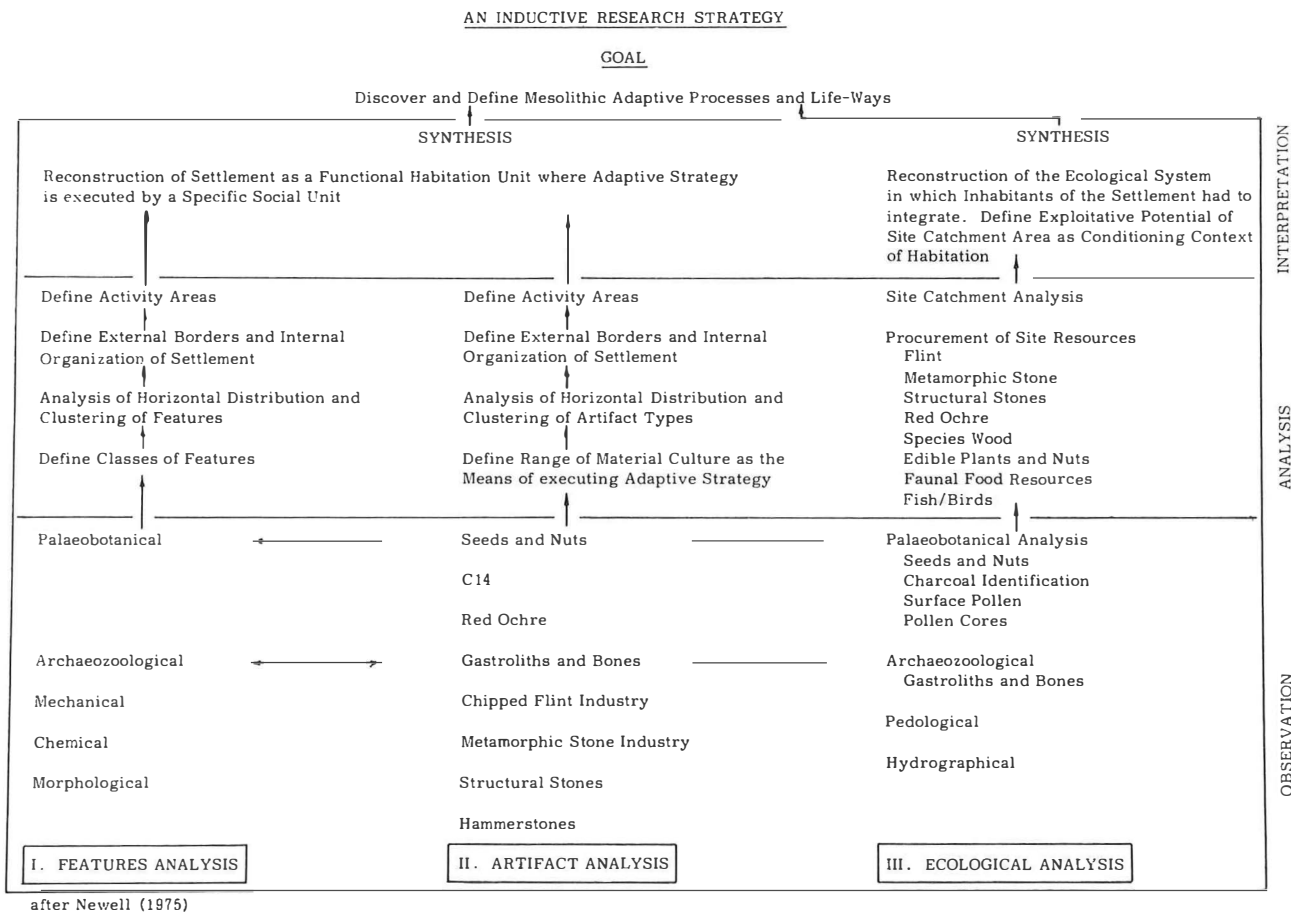 AN INDUCTIVE RESEARCH STRATEGY
GOAL
Discover and Define Mesolithic Adaptive Processes and Life-Ways
SYNTHESIS
Reconstruction of Settlement as a Functional Habitation Unit where Adaptive Strategy
is executed by a Specific Social Unit
SYNTHESIS
Reconstruction of the Ecological System
in which Inhabitants of the Settlement had to
integrate. Define Exploitative Potential of
Site Catchment Area as Conditioning Context
of Habitation
INTERPRETATION
Define Activity Areas
Define External Borders and Internal
Organization of Settlement
Analysis of Horizontal Distribution and
Clustering of Features
Define Classes of Features
Define Activity Areas
Define External Borders and Internal
Organization of Settlement
Analysis of Horizontal Distribution and
Clustering of Artifact Types
Define Range of Material Culture as the
Means of executing Adaptive Strategy
Site Catchment Analysis
Procurement of Site Resources
Flint
Metamorphic Stone
Structural Stones
Red Ochre
Species Wood
Edible Plants and Nuts
Faunal Food Resources
Fish/Birds
ANALYSIS
Palaeobotanical
Archaeozoological
Mechanical
Chemical
Morphological
I. FEATURES ANALYSIS
Seeds and Nuts
C14
Red Ochre
Gastroliths and Bones
Chipped Flint Industry
Metamorphic Stone Industry
Structural Stones
Hammerstones
II. ARTIFACT ANALYSIS
Palaeobotanical Analysis
Seeds and Nuts
Charcoal Identification
Surface Pollen
Pollen Cores
Archaeozoological
Gastroliths and Bones
Pedological
Hydrographical
III. ECOLOGICAL ANALYSIS
OBSERVATION
after Newell (1975)